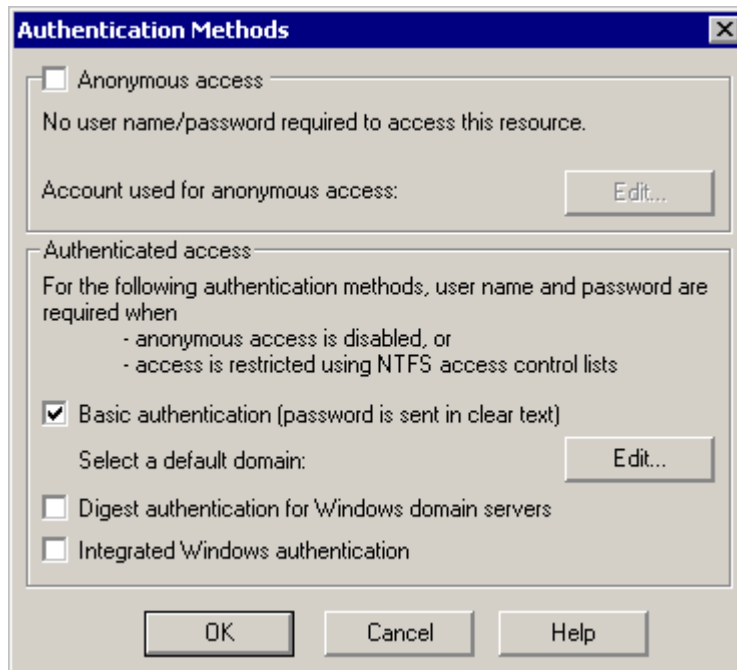 Authentication Methods
Anonymous access
No user name/password required to access this resource.
Account used for anonymous access:
Edit...
Authenticated access
For the following authentication methods, user name and password are
required when
- anonymous access is disabled, or
- access is restricted using NTFS access control lists
Basic authentication (password is sent in clear text)
Select a default domain:
Edit...
Digest authentication for Windows domain servers
Integrated Windows authentication
OK
Cancel
Help